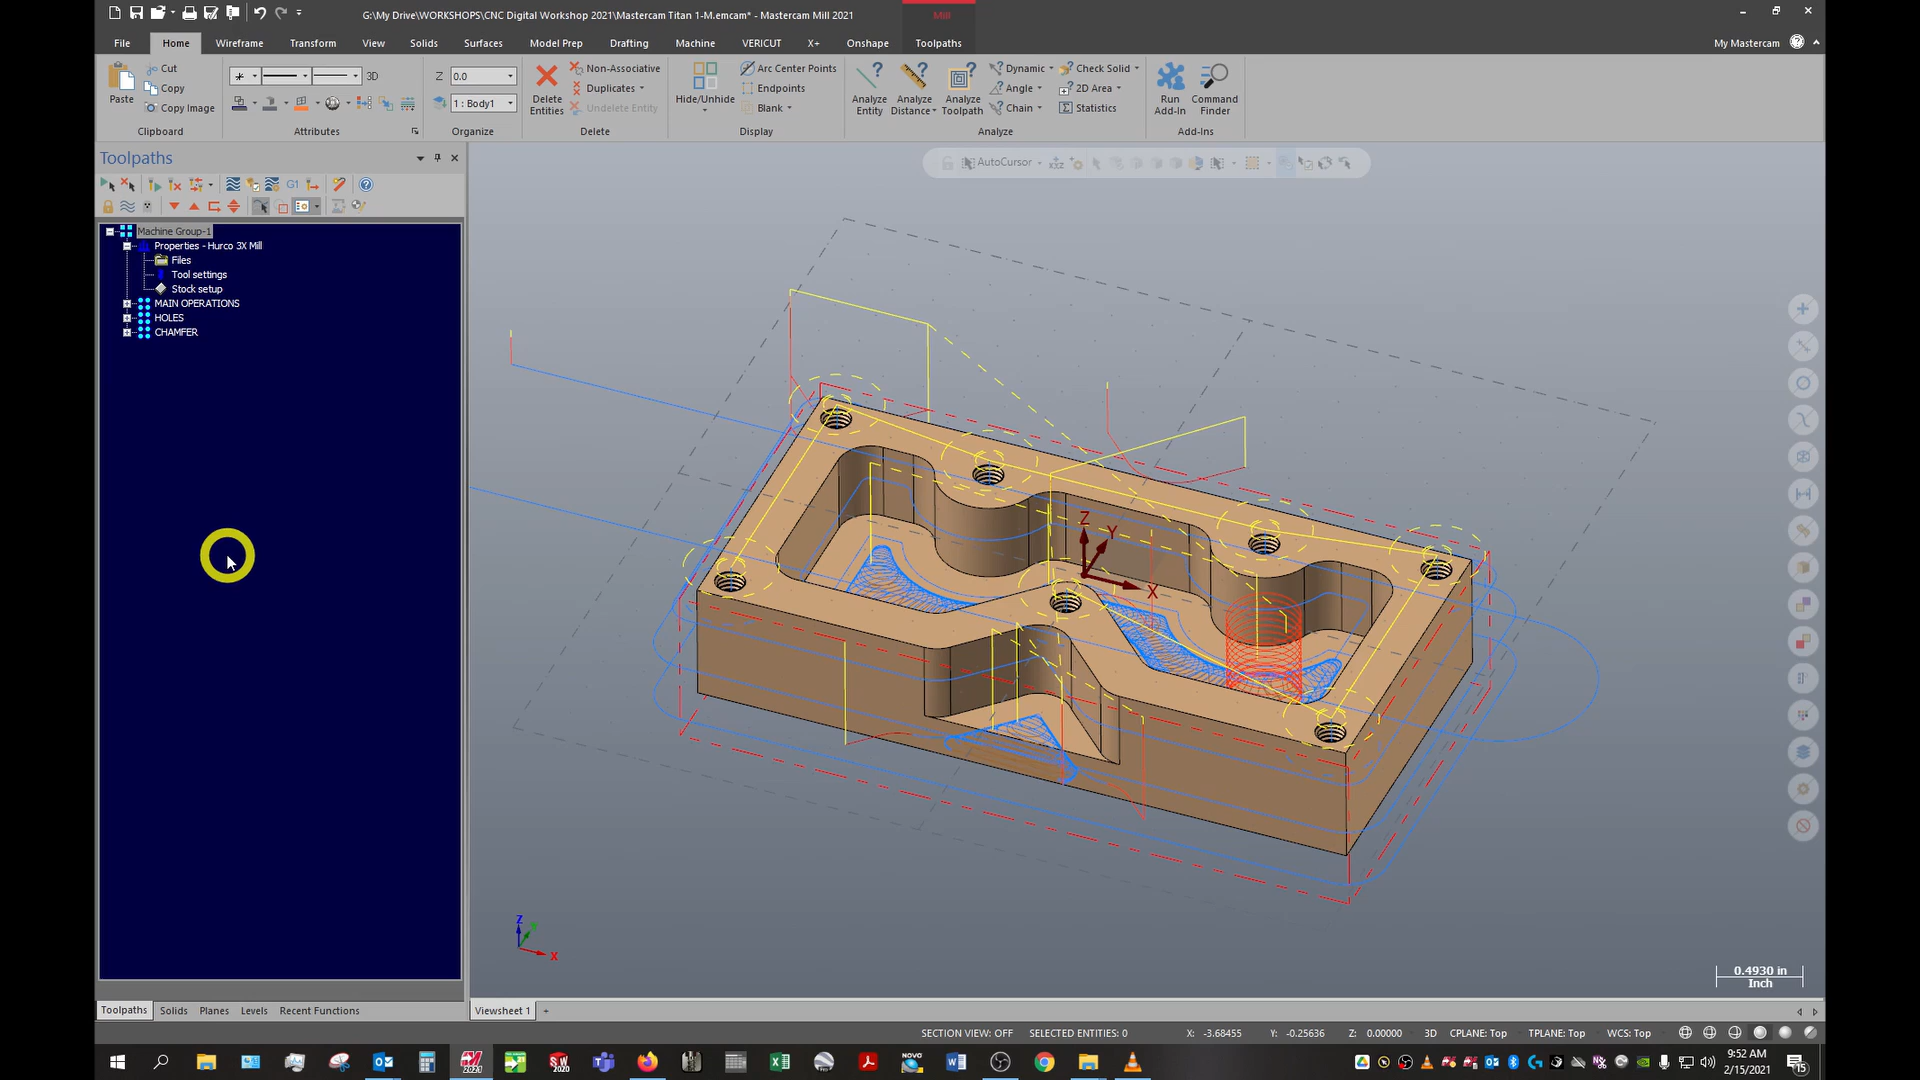 G:\My Drive\WORKSHOPS\CNC Digital Workshop 2021\Mastercam Titan 1-M.emcam* - Mastercam Mill 2021
Mill
File Home Wireframe Transform View Solids Surfaces Model Prep Drafting Machine VERICUT X+ Onshape Toolpaths My Mastercam
Paste
Cut
Copy
Copy Image
Clipboard
3D
Attributes
Z 0.0
1 : Body1
Organize
Delete Entities
Non-Associative
Duplicates
Undelete Entity
Delete
Hide/Unhide
Arc Center Points
Endpoints
Blank
Display
Analyze Entity
Analyze Distance
Analyze Toolpath
Dynamic
Angle
Chain
Check Solid
2D Area
Statistics
Analyze
Run Add-In
Command Finder
Add-Ins
Toolpaths
AutoCursor
G1
Machine Group-1
Properties - Hurco 3X Mill
Files
Tool settings
Stock setup
MAIN OPERATIONS
HOLES
CHAMFER
Z
Y
X
Z
X
0.4930 in
Inch
Toolpaths Solids Planes Levels Recent Functions
Viewsheet 1 +
SECTION VIEW: OFF SELECTED ENTITIES: 0 X: -3.68455 Y: -0.25636 Z: 0.00000 3D CPLANE: Top TPLANE: Top WCS: Top
9:52 AM
2/15/2021
15